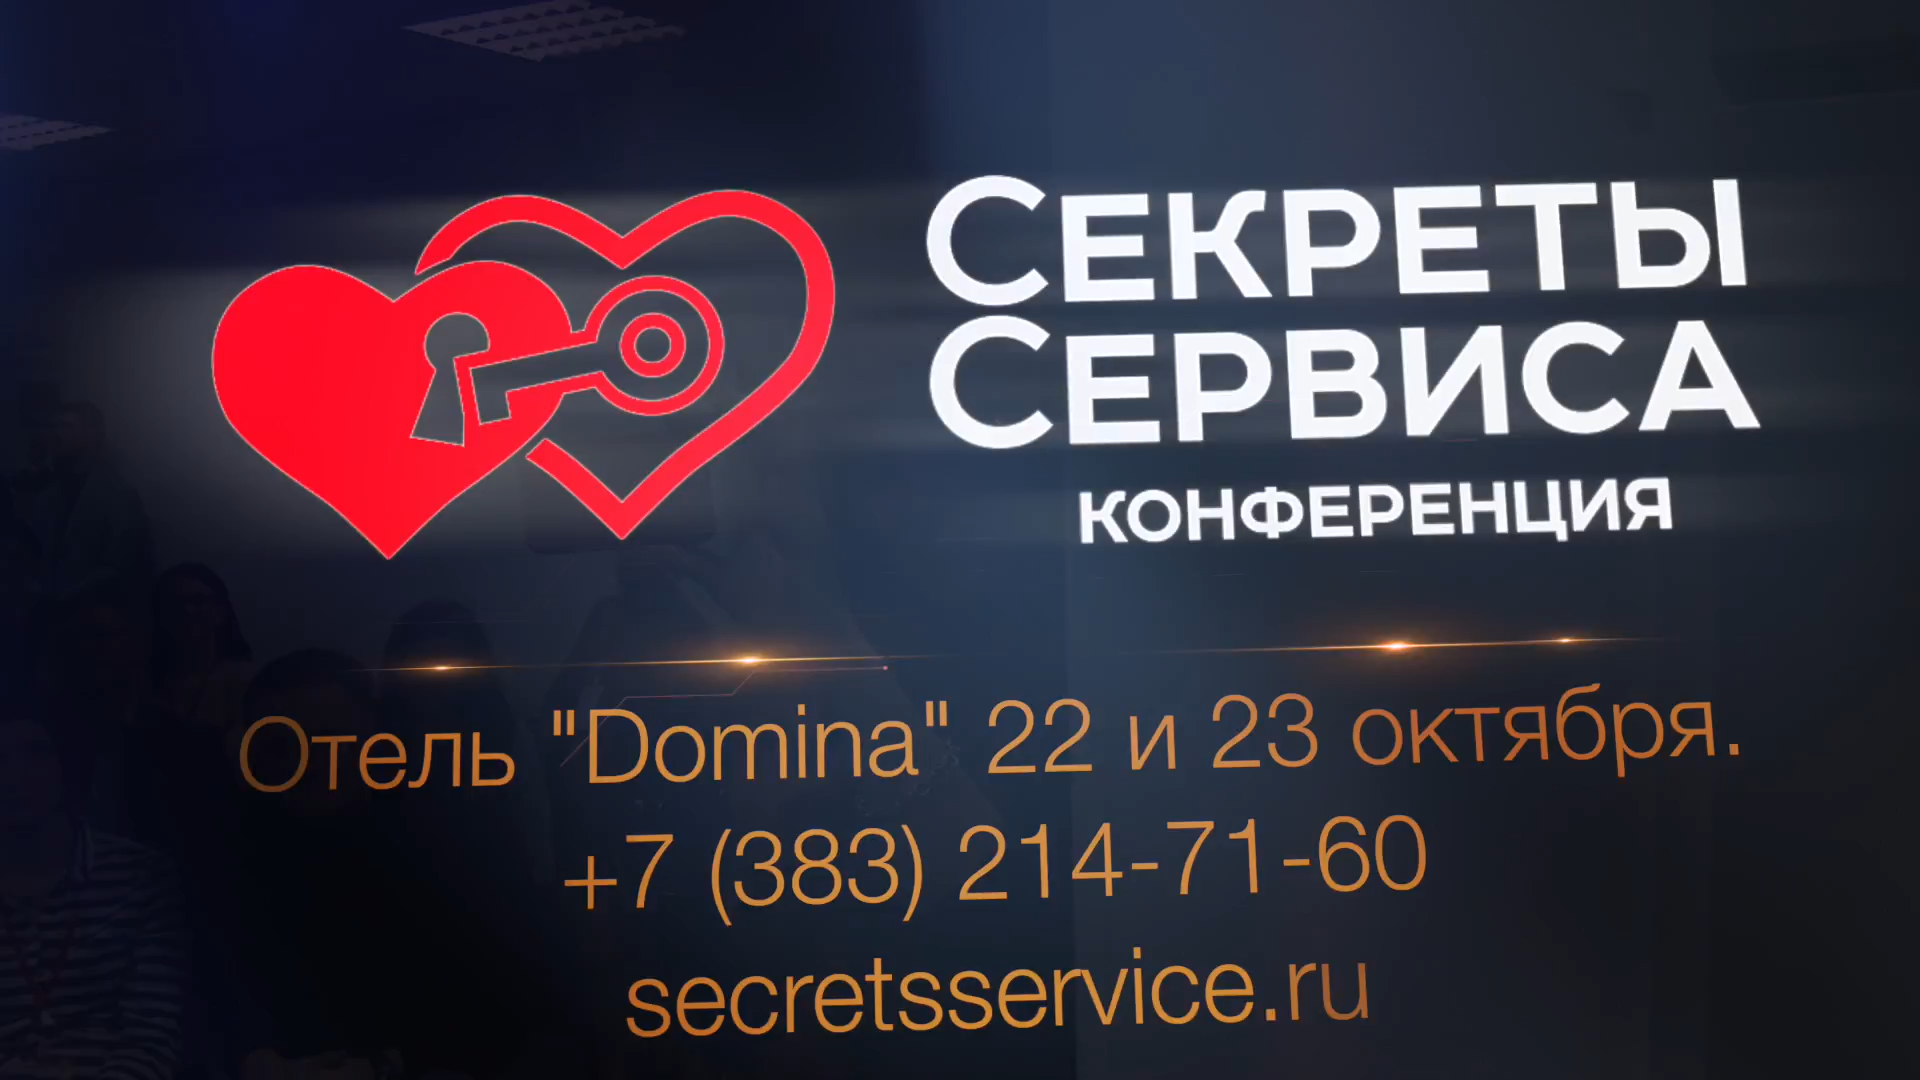 Секреты
Сервиса
конференция
Отель "Domina" 22 и 23 октября.
+7 (383) 214-71-60
secretsservice.ru